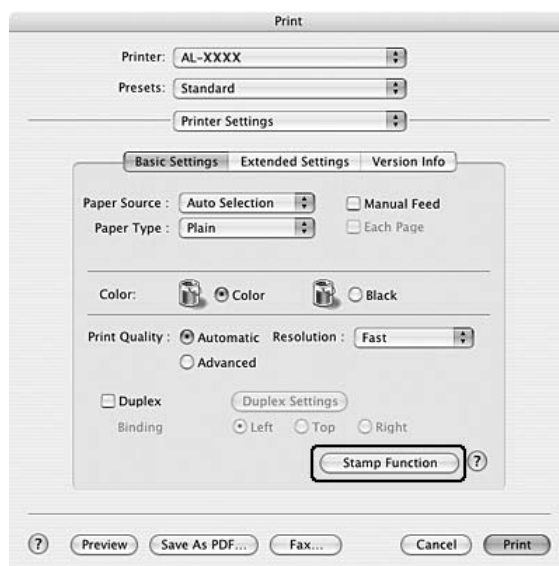 Print
Printer: AL-XXXX
Presets: Standard
Printer Settings
Basic Settings Extended Settings Version Info
Paper Source : Auto Selection Manual Feed
Paper Type : Plain Each Page
Color: Color Black
Print Quality : Automatic Resolution : Fast
Advanced
Duplex Duplex Settings
Binding Left Top Right
Stamp Function ?
? Preview Save As PDF... Fax... Cancel Print